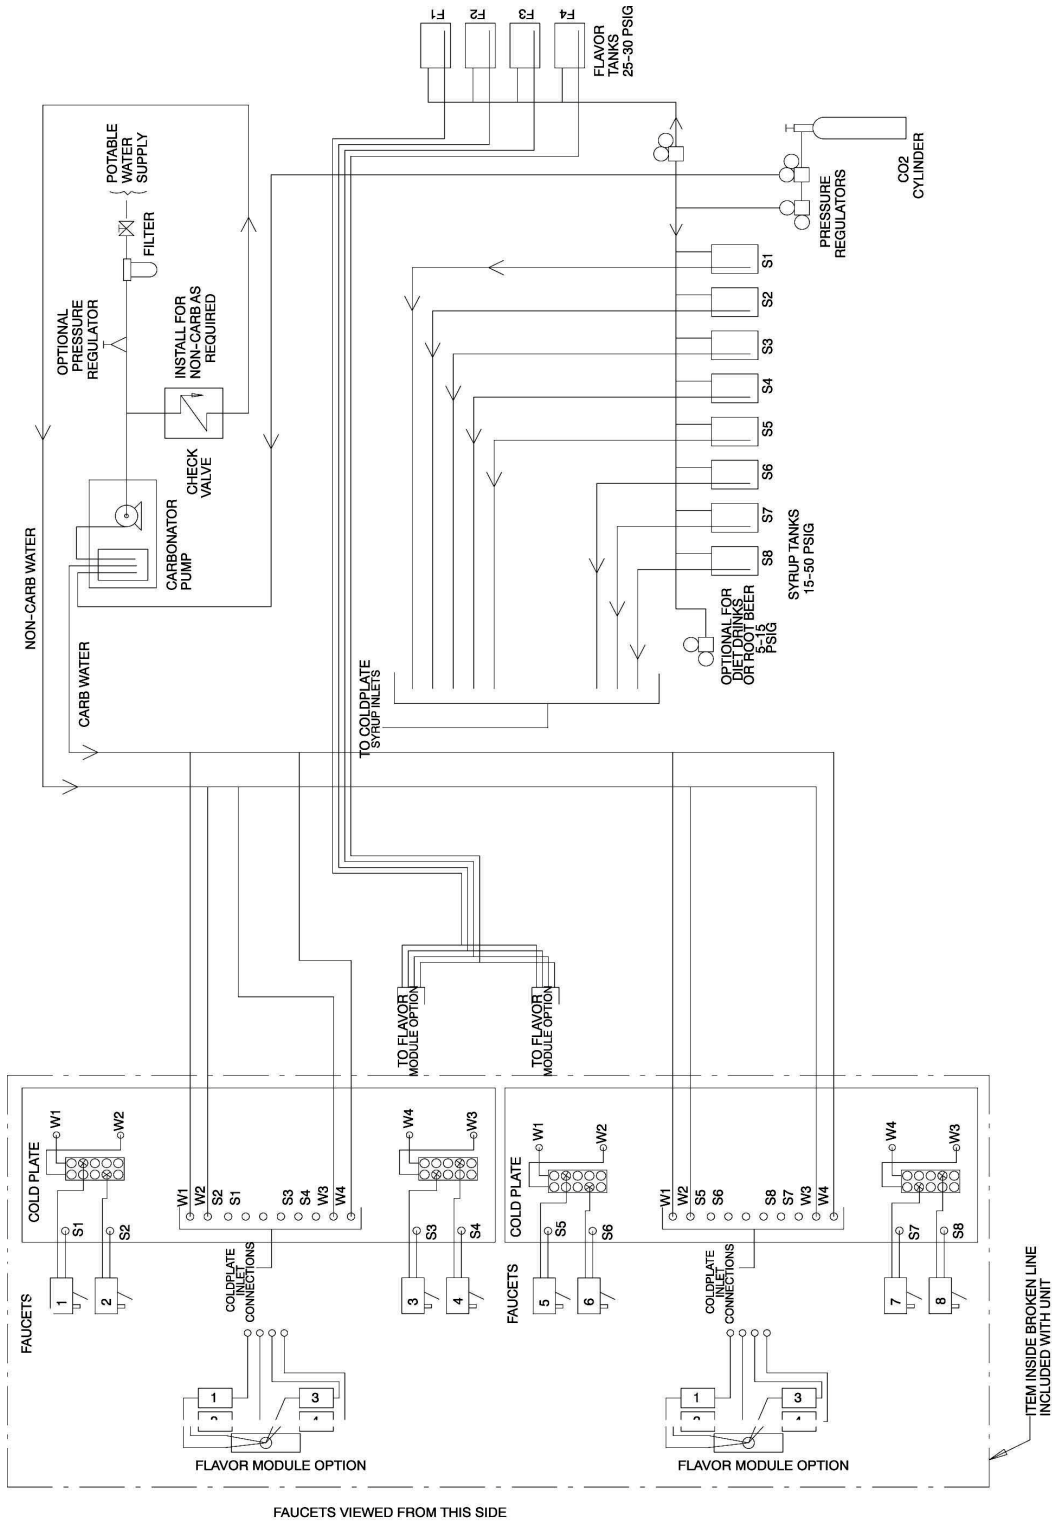 F1
F2
F3
F4
FLAVOR
TANKS
25-30 PSIG
POTABLE
WATER
SUPPLY
FILTER
OPTIONAL
PRESSURE
REGULATOR
INSTALL FOR
NON-CARB AS
REQUIRED
CHECK
VALVE
CARBONATOR
PUMP
NON-CARB WATER
CARB WATER
CO2
CYLINDER
PRESSURE
REGULATORS
S1
S2
S3
S4
S5
S6
S7
S8
SYRUP TANKS
15-50 PSIG
OPTIONAL FOR
DIET DRINKS
OR ROOT BEER
5-15
PSIG
TO COLDPLATE
SYRUP INLETS
TO FLAVOR
MODULE OPTION
TO FLAVOR
MODULE OPTION
COLD PLATE
W1
W2
W4
W3
W1
W2
S2
S1
S3
S4
W3
W4
S1
S2
S3
S4
FAUCETS
1
2
3
4
COLDPLATE
INLET
CONNECTIONS
COLD PLATE
W1
W2
W4
W3
W1
W2
S5
S6
S8
S7
W3
W4
S5
S6
S7
S8
FAUCETS
5
6
7
8
COLDPLATE
INLET
CONNECTIONS
1
3
FLAVOR MODULE OPTION
1
3
FLAVOR MODULE OPTION
ITEM INSIDE BROKEN LINE
INCLUDED WITH UNIT
FAUCETS VIEWED FROM THIS SIDE